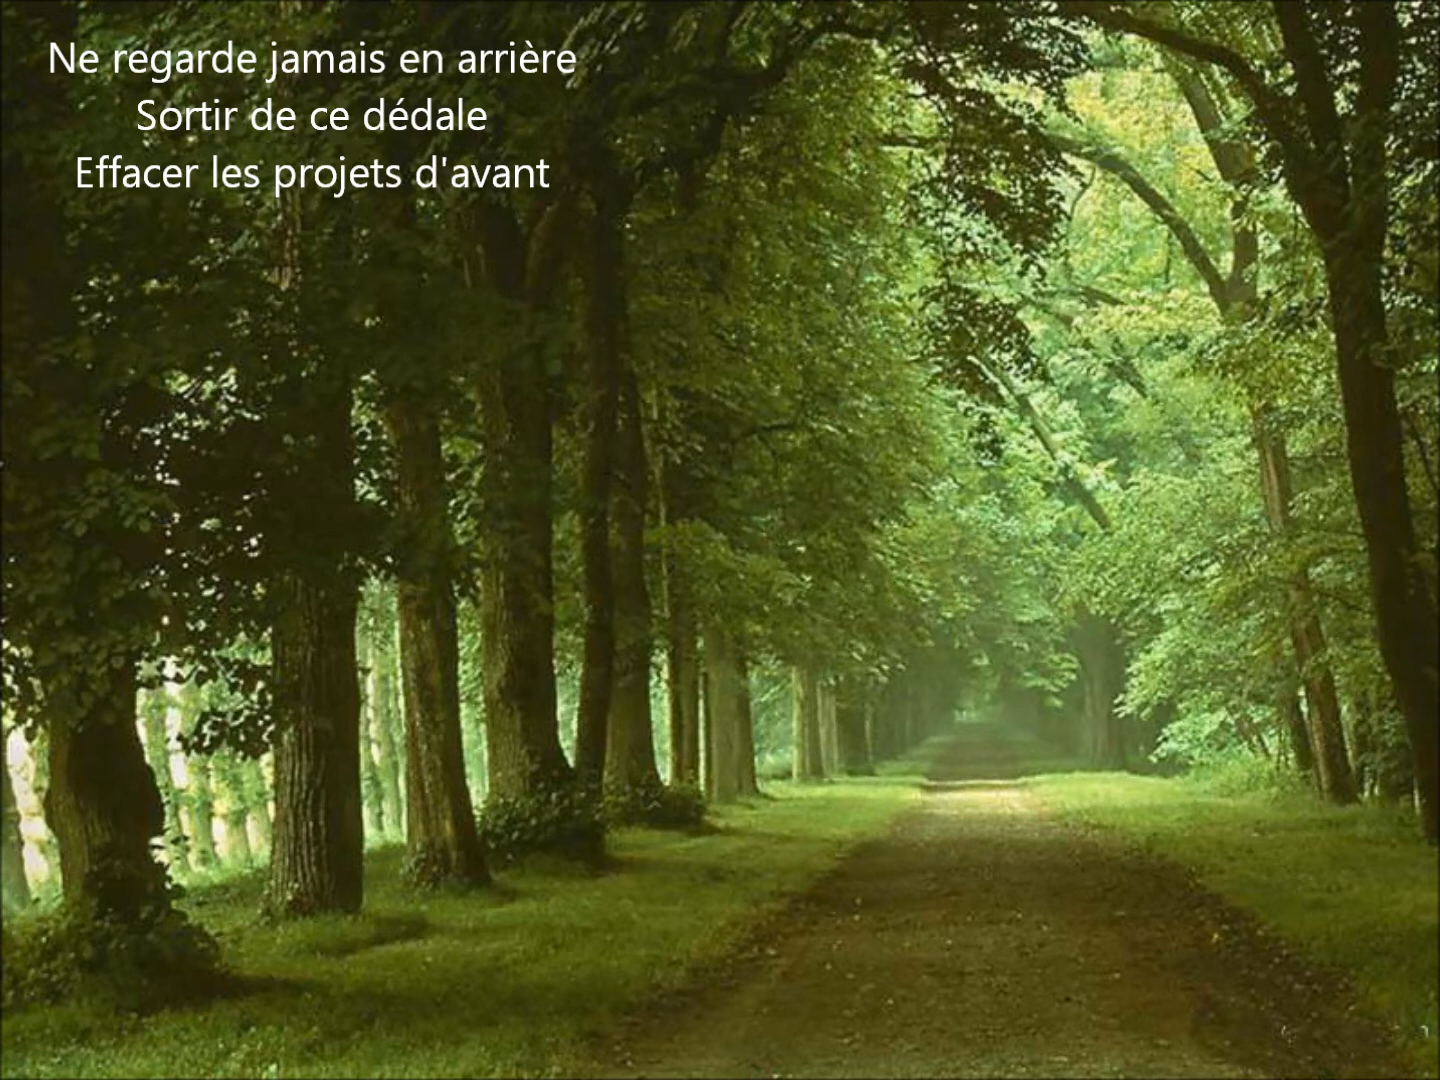 Ne regarde jamais en arrière
Sortir de ce dédale
Effacer les projets d'avant